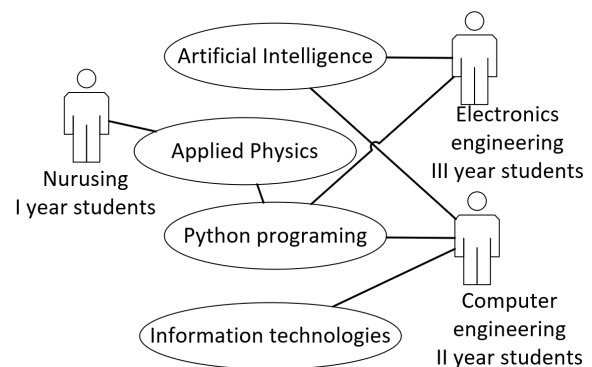 Artificial Intelligence
Electronics
engineering
III year students
Applied Physics
Nurusing
I year students
Python programing
Computer
engineering
II year students
Information technologies